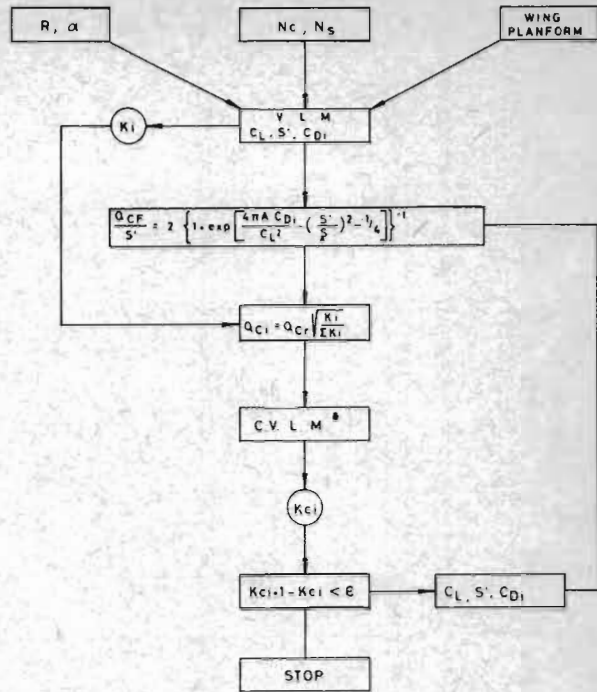 R, α
Nc, Ns
WING
PLANFORM
V L M
CL, S', CDi
Ki
aCF/S' = 2 {1+exp[4πA CDi/CL² -(S'/S)²-1/4]}⁻¹
aCi = aCr √Ki/ΣKi
C.V. L. M *
Kci
Kci+1-Kci < ε
CL, S', CDi
STOP